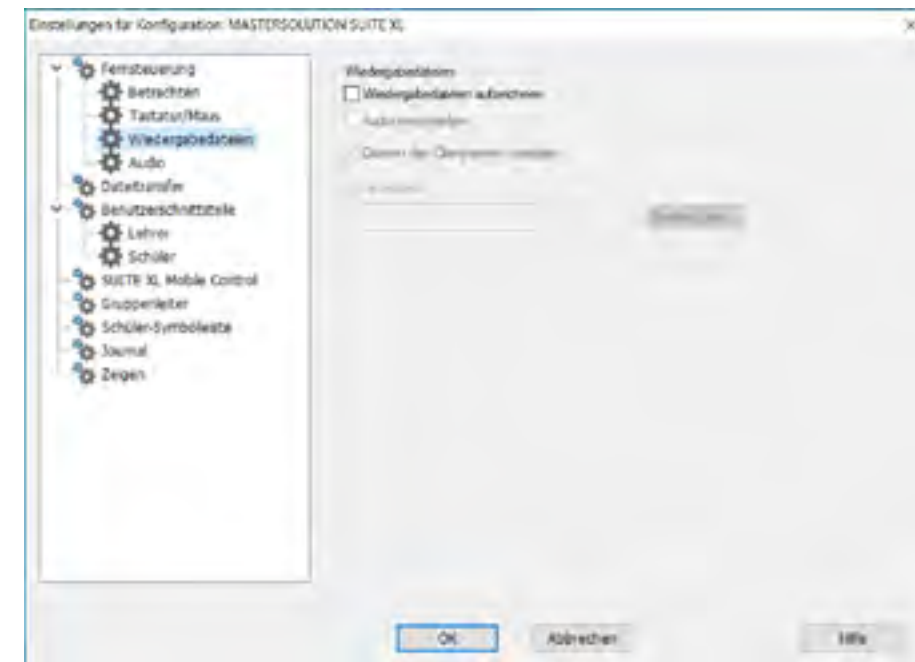 Einstellungen für Konfiguration: MASTERSOLUTION SUITE XL
Fernsteuerung
Betrachten
Tastatur/Maus
Wiedergabedateien
Audio
Dateitransfer
Benutzerschnittstelle
Lehrer
Schüler
SUITE XL Mobile Control
Gruppenleiter
Schüler-Symbolleiste
Journal
Zeigen
Wiedergabedateien
Wiedergabedateien aufzeichnen
OK
Abbrechen
Hilfe